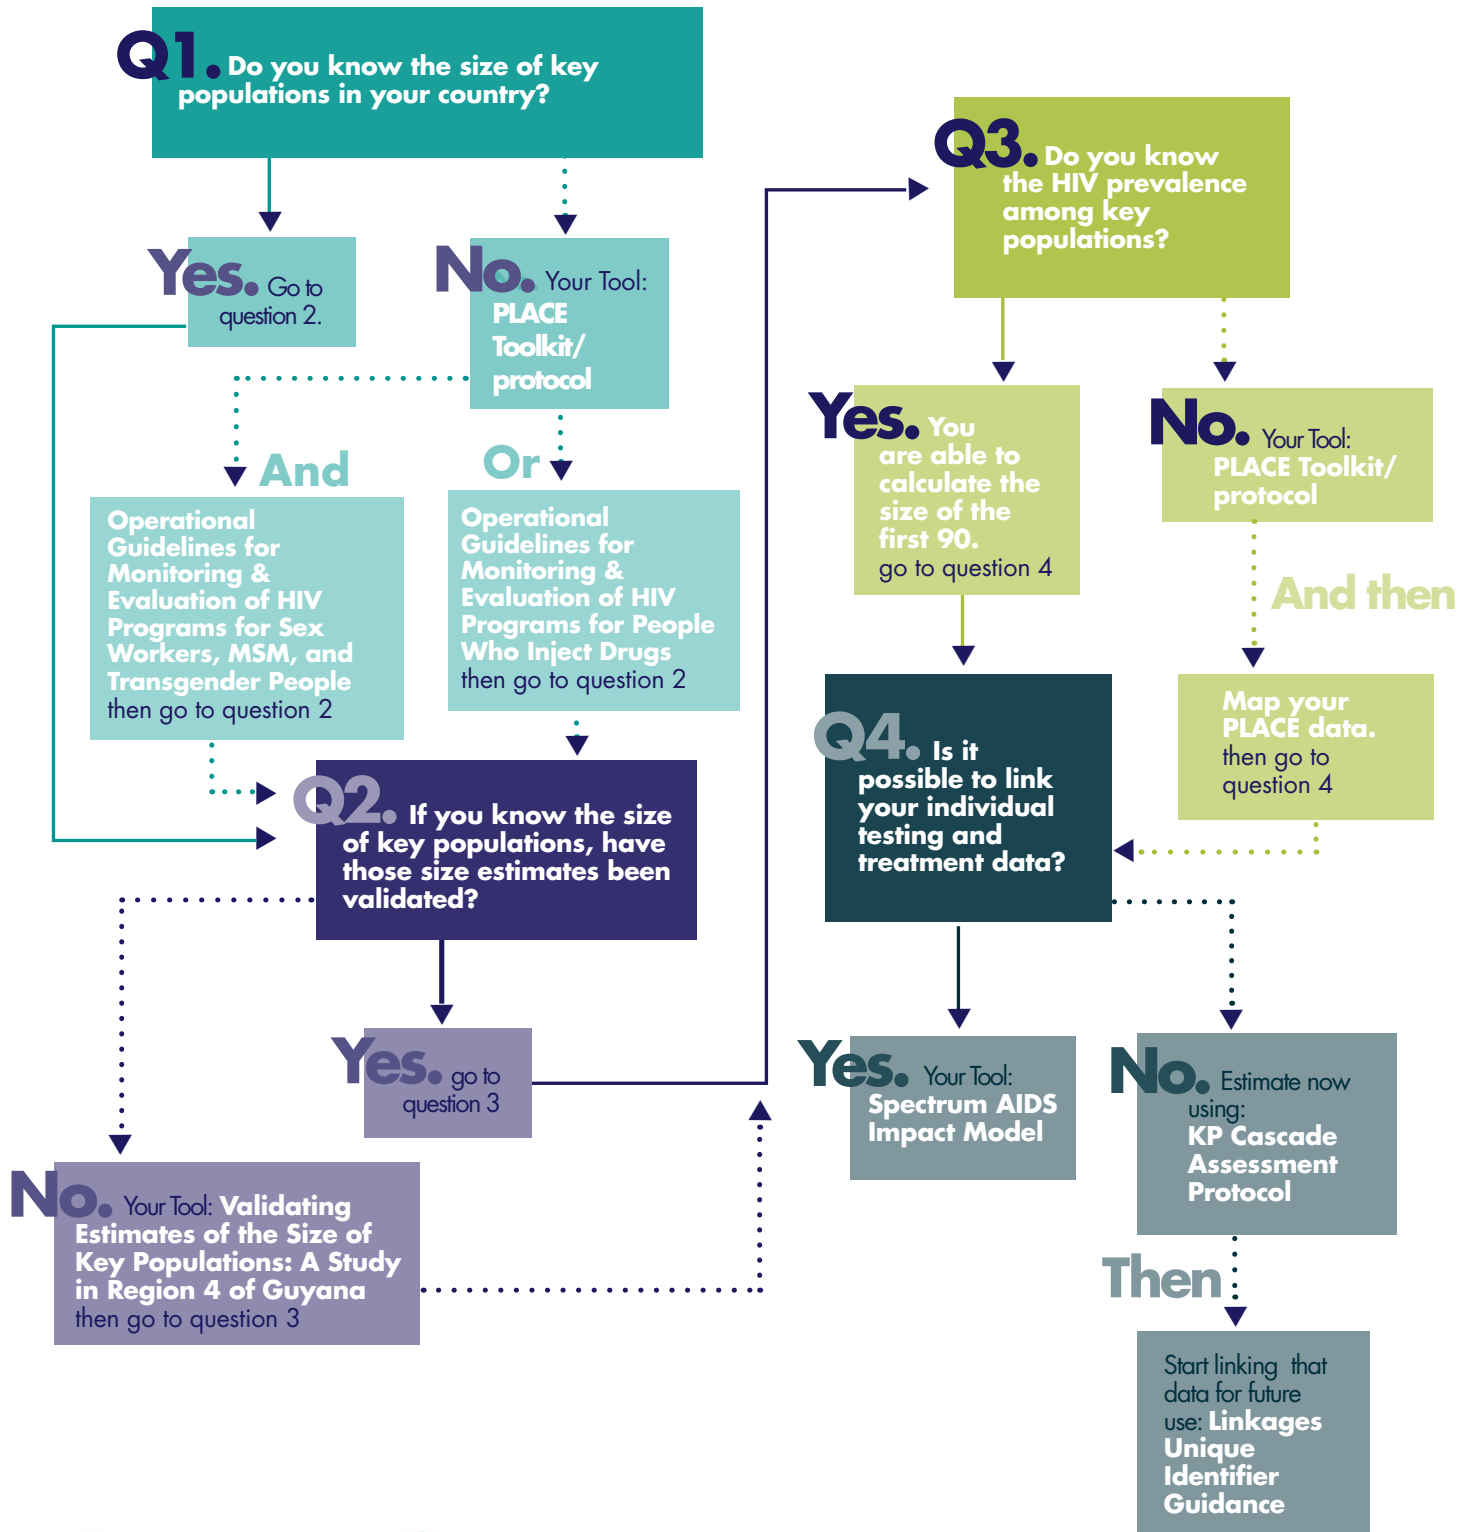 Q1. Do you know the size of key
populations in your country?
Yes. Go to
question 2.
No. Your Tool:
PLACE
Toolkit/
protocol
And
Or
Operational
Guidelines for
Monitoring &
Evaluation of HIV
Programs for Sex
Workers, MSM, and
Transgender People
then go to question 2
Operational
Guidelines for
Monitoring &
Evaluation of HIV
Programs for People
Who Inject Drugs
then go to question 2
Q2. If you know the size
of key populations, have
those size estimates been
validated?
Yes. go to
question 3
No. Your Tool: Validating
Estimates of the Size of
Key Populations: A Study
in Region 4 of Guyana
then go to question 3
Q3. Do you know
the HIV prevalence
among key
populations?
Yes. You
are able to
calculate the
size of the
first 90.
go to question 4
No. Your Tool:
PLACE Toolkit/
protocol
And then
Map your
PLACE data.
then go to
question 4
Q4. Is it
possible to link
your individual
testing and
treatment data?
Yes. Your Tool:
Spectrum AIDS
Impact Model
No. Estimate now
using:
KP Cascade
Assessment
Protocol
Then
Start linking that
data for future
use: Linkages
Unique
Identifier
Guidance